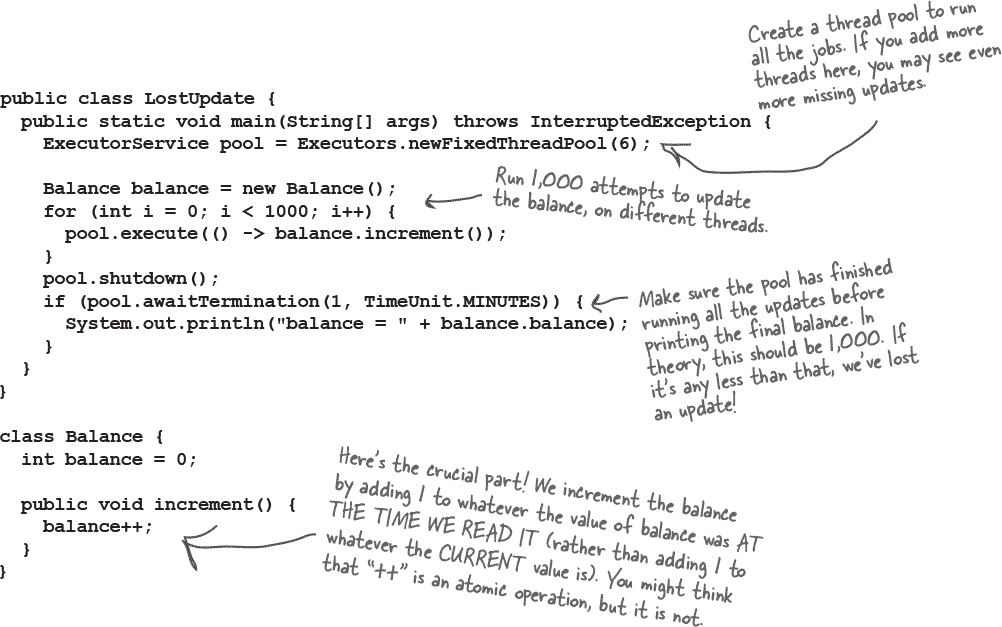 Create a thread pool to run
all the jobs. If you add more
threads here, you may see even
more missing updates.
public class LostUpdate {
public static void main(String[] args) throws InterruptedException {
ExecutorService pool = Executors.newFixedThreadPool(6);
Balance balance = new Balance();
for (int i = 0; i < 1000; i++) {
pool.execute(() -> balance.increment());
}
Run 1,000 attempts to update
the balance, on different threads.
pool.shutdown();
if (pool.awaitTermination(1, TimeUnit.MINUTES)) {
System.out.println("balance = " + balance.balance);
}
}
}
Make sure the pool has finished
running all the updates before
printing the final balance. In
theory, this should be 1,000. If
it's any less than that, we've lost
an update!
class Balance {
int balance = 0;
public void increment() {
balance++;
}
}
Here's the crucial part! We increment the balance
by adding 1 to whatever the value of balance was AT
THE TIME WE READ IT (rather than adding 1 to
whatever the CURRENT value is). You might think
that "++" is an atomic operation, but it is not.